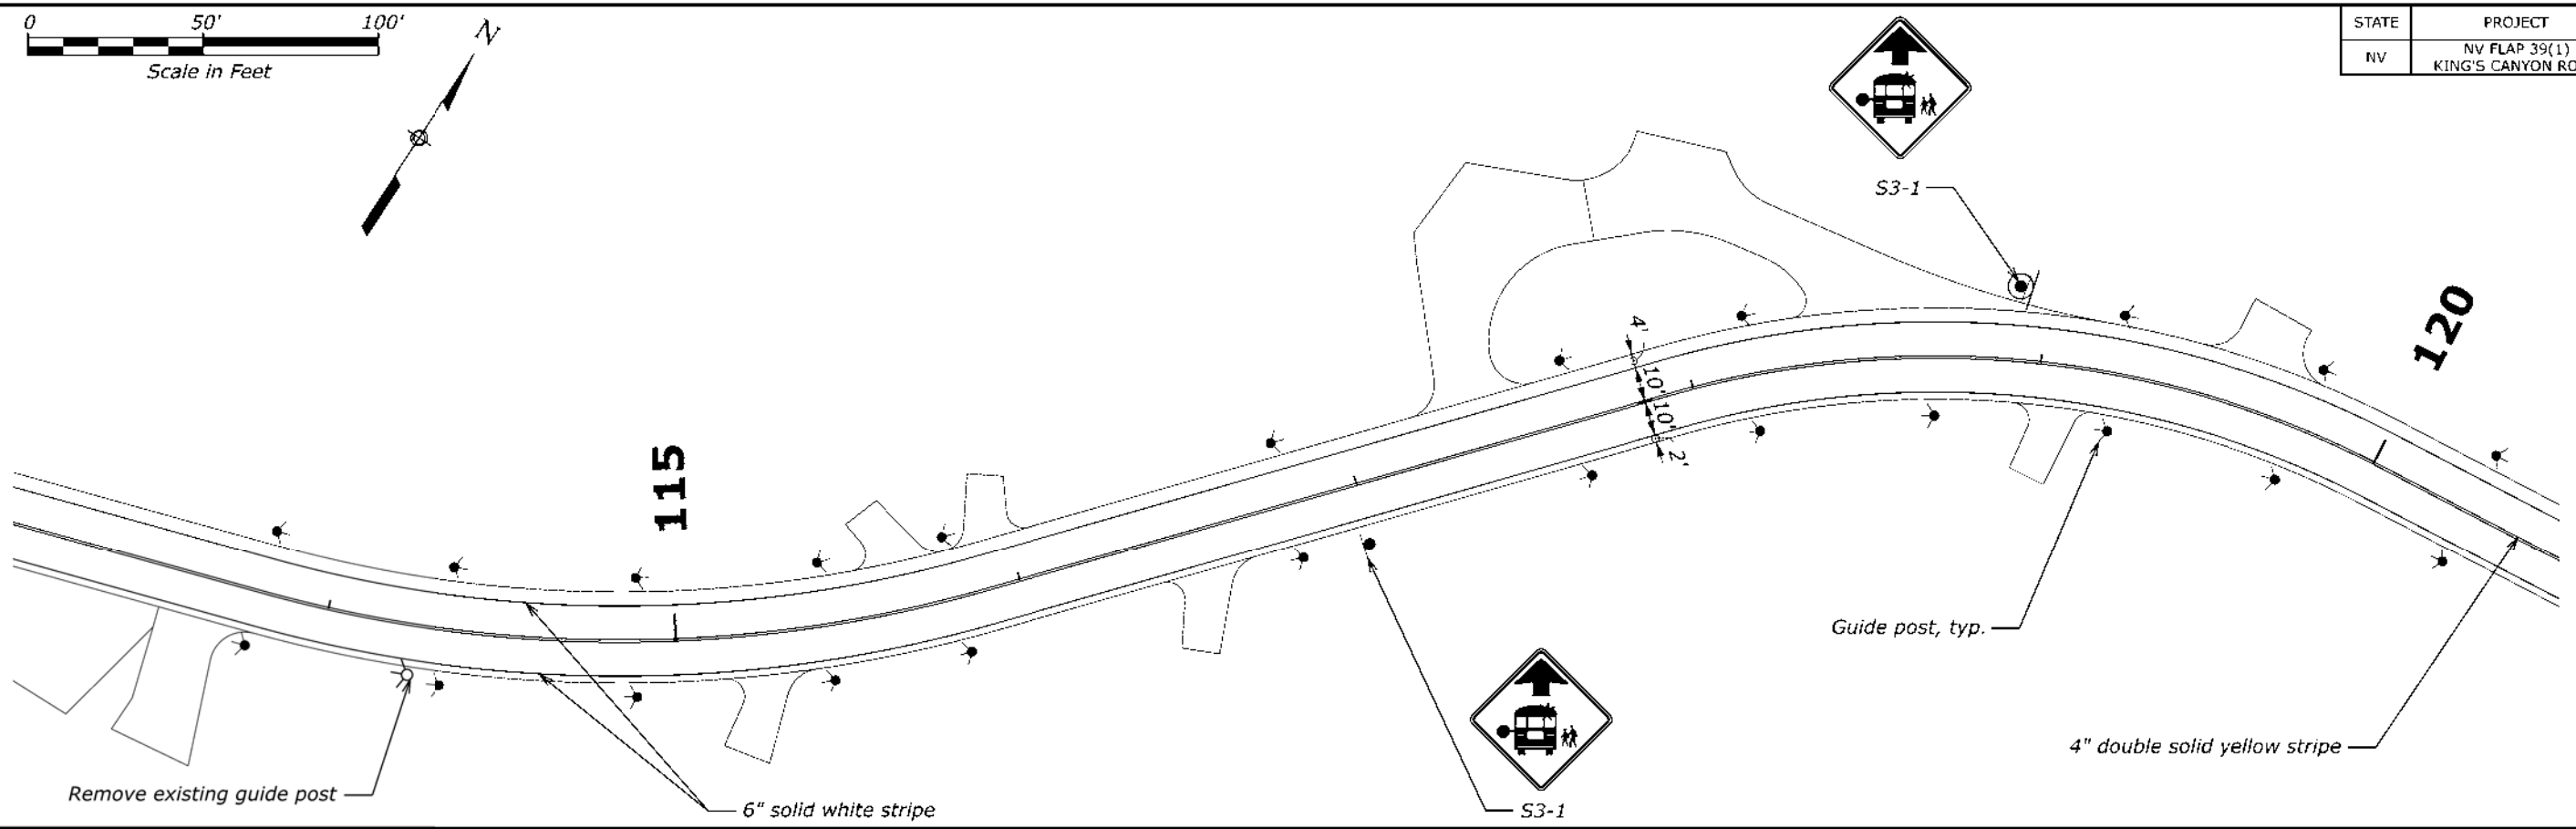 0 50' 100'
Scale in Feet
N
STATE PROJECT
NV NV FLAP 39(1)
KING'S CANYON RO
S3-1
120
4'
10'
10'
2'
115
Guide post, typ.
4" double solid yellow stripe
Remove existing guide post
6" solid white stripe
S3-1